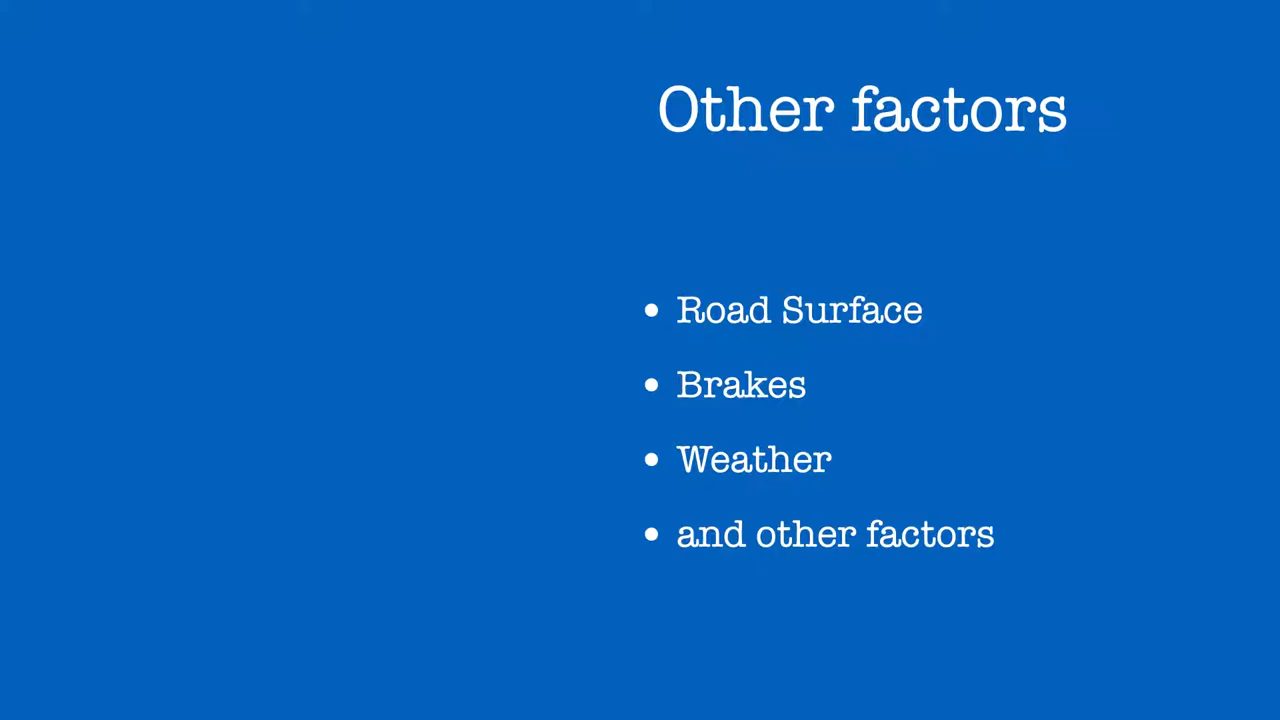 Other factors
• Road Surface
• Brakes
• Weather
• and other factors